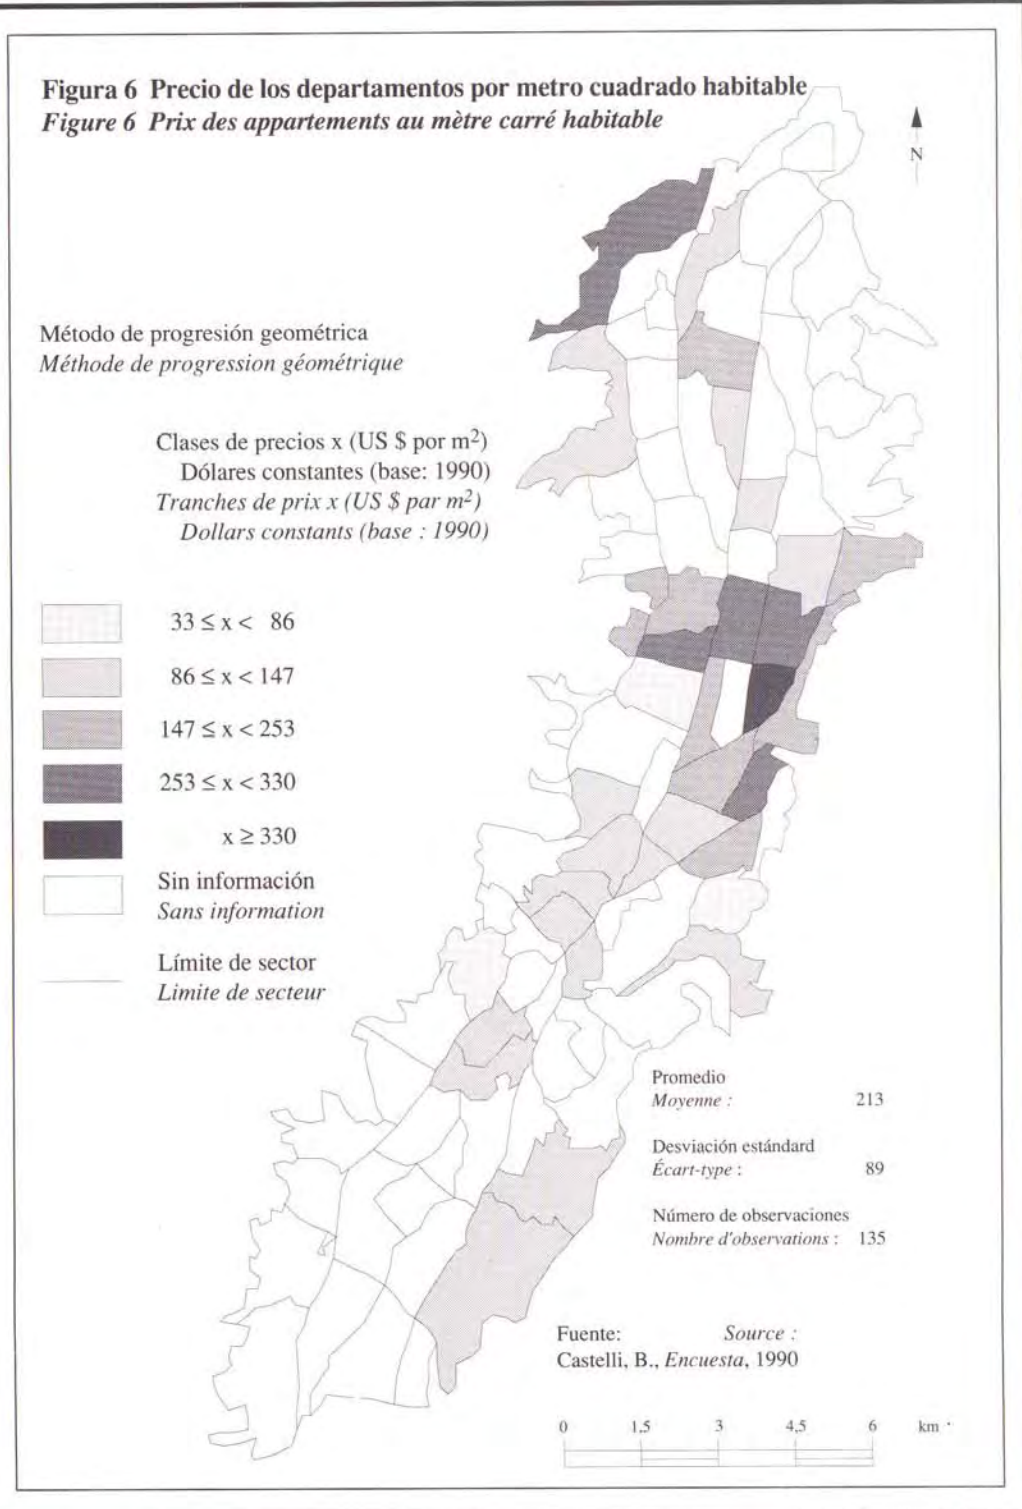 Figura 6 Precio de los departamentos por metro cuadrado habitable
Figure 6 Prix des appartements au mètre carré habitable
N
Método de progresión geométrica
Méthode de progression géométrique
Clases de precios x (US $ por m²)
Dólares constantes (base: 1990)
Tranches de prix x (US $ par m²)
Dollars constants (base : 1990)
33 ≤ x < 86
86 ≤ x < 147
147 ≤ x < 253
253 ≤ x < 330
x ≥ 330
Sin información
Sans information
Límite de sector
Limite de secteur
Promedio
Moyenne : 213
Desviación estándard
Écart-type : 89
Número de observaciones
Nombre d'observations : 135
Fuente: Source :
Castelli, B., Encuesta, 1990
0 1,5 3 4,5 6 km